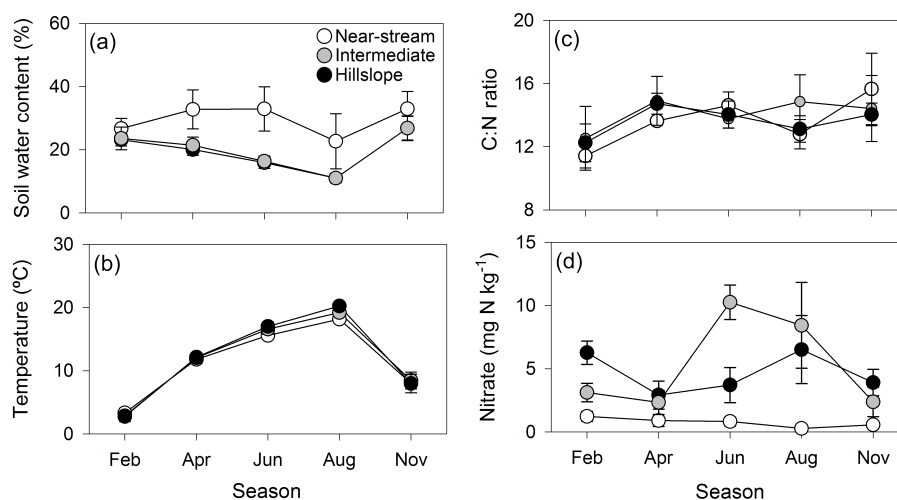 (a)
Near-stream
Intermediate
Hillslope
Soil water content (%)
60
40
20
0
(c)
C:N ratio
20
16
12
8
(b)
Temperature (ºC)
30
20
10
0
Feb Apr Jun Aug Nov
Season
(d)
Nitrate (mg N kg⁻¹)
15
10
5
0
Feb Apr Jun Aug Nov
Season